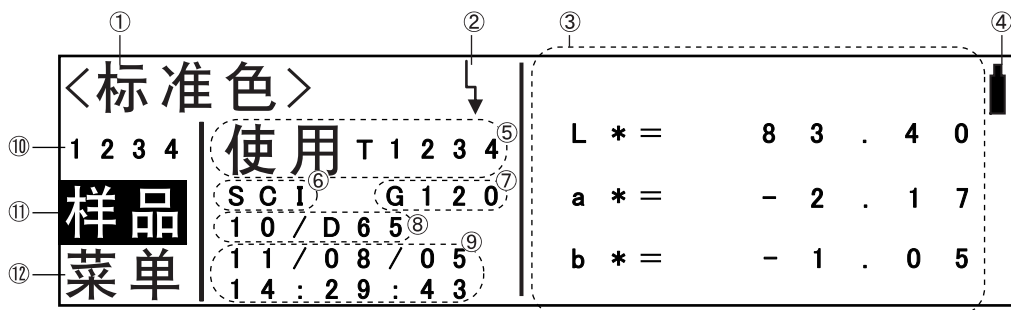 ① ② ③ ④
<标准色>
⑩ 1234 使用 T1234 ⑤
⑪ 样品 SCI ⑥ G120 ⑦
10/D65 ⑧
⑫ 菜单 11/08/05 ⑨
14:29:43
L *= 83.40
a *= -2.17
b *= -1.05